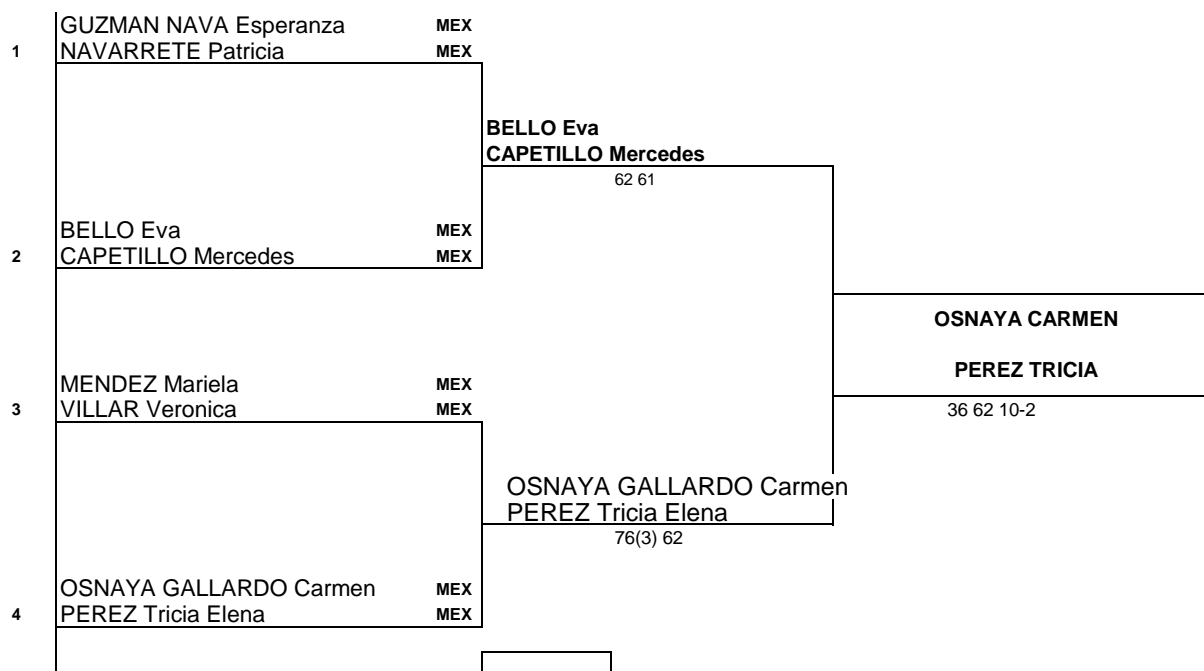 GUZMAN NAVA Esperanza MEX
1 NAVARRETE Patricia MEX
BELLO Eva
CAPETILLO Mercedes
62 61
BELLO Eva MEX
2 CAPETILLO Mercedes MEX
OSNAYA CARMEN
PEREZ TRICIA
MENDEZ Mariela MEX
3 VILLAR Veronica MEX
36 62 10-2
OSNAYA GALLARDO Carmen
PEREZ Tricia Elena
76(3) 62
OSNAYA GALLARDO Carmen MEX
4 PEREZ Tricia Elena MEX